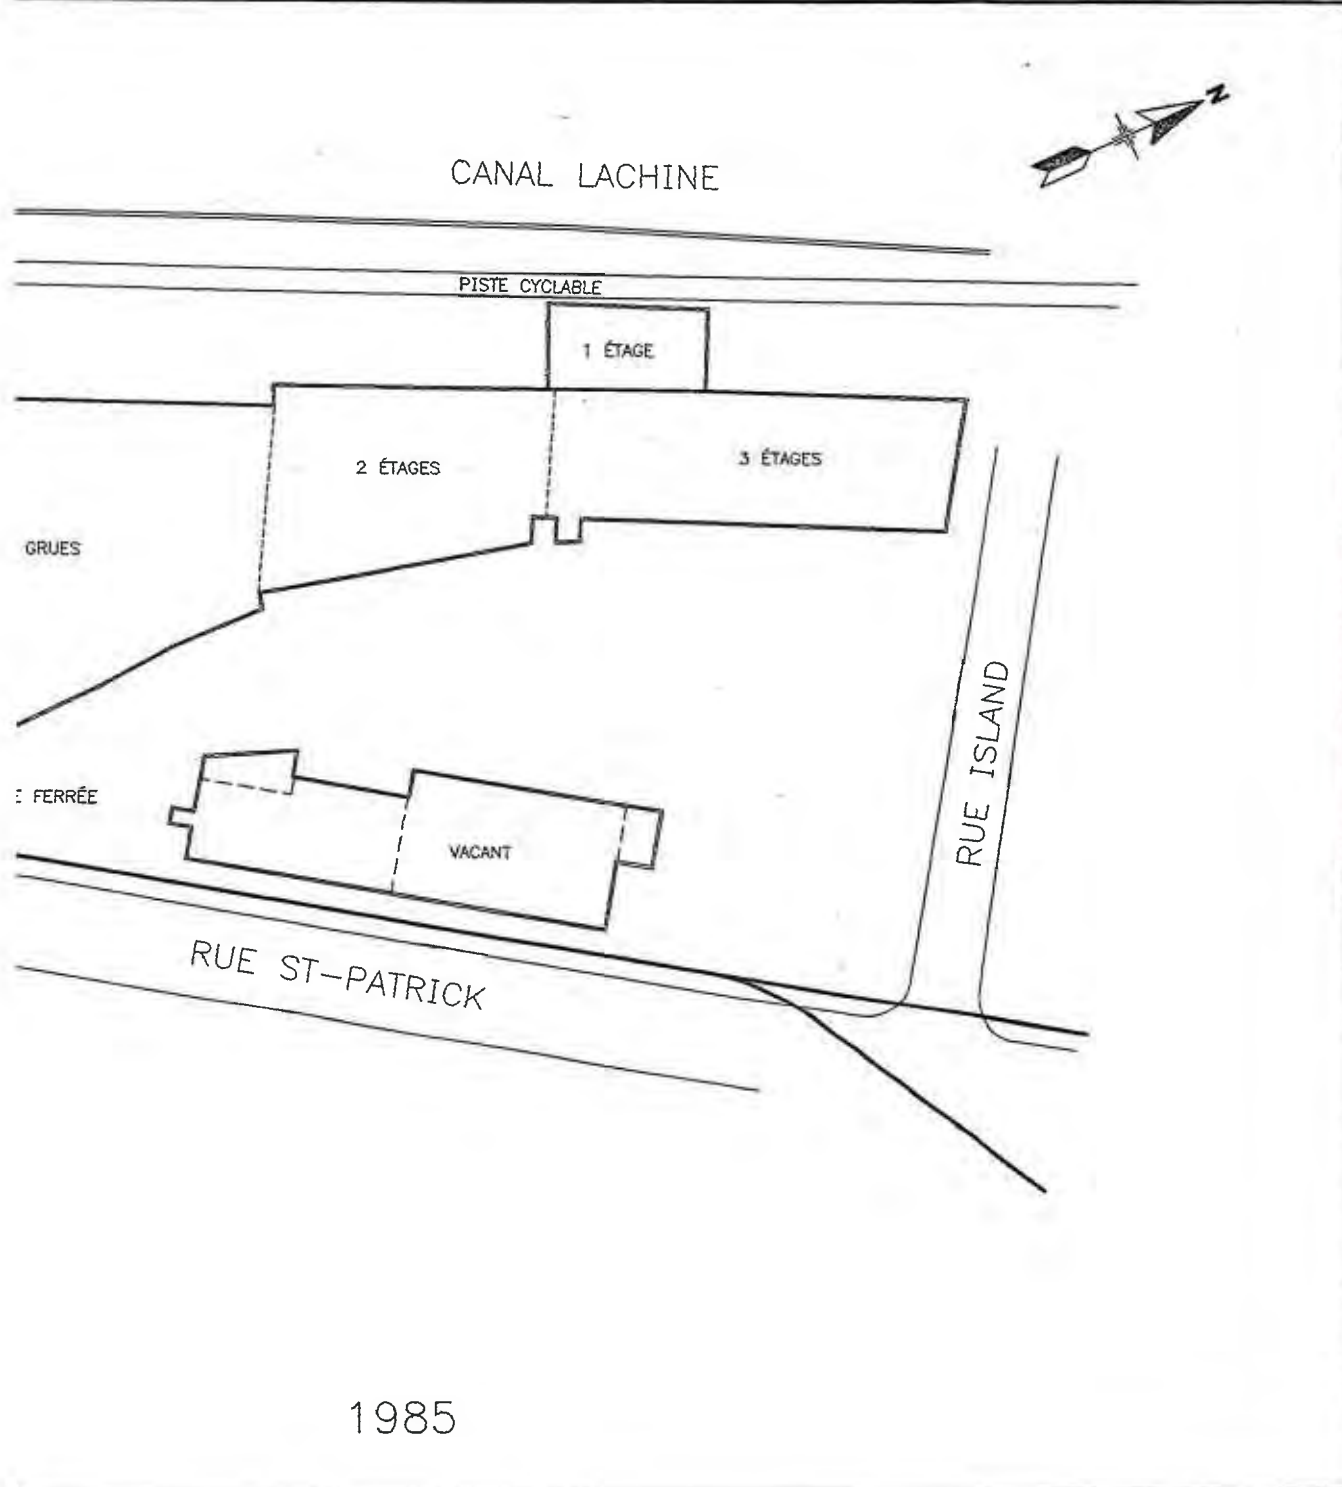 N
CANAL LACHINE
PISTE CYCLABLE
1 ÉTAGE
2 ÉTAGES
3 ÉTAGES
GRUES
RUE ISLAND
E FERRÉE
VACANT
RUE ST-PATRICK
1985